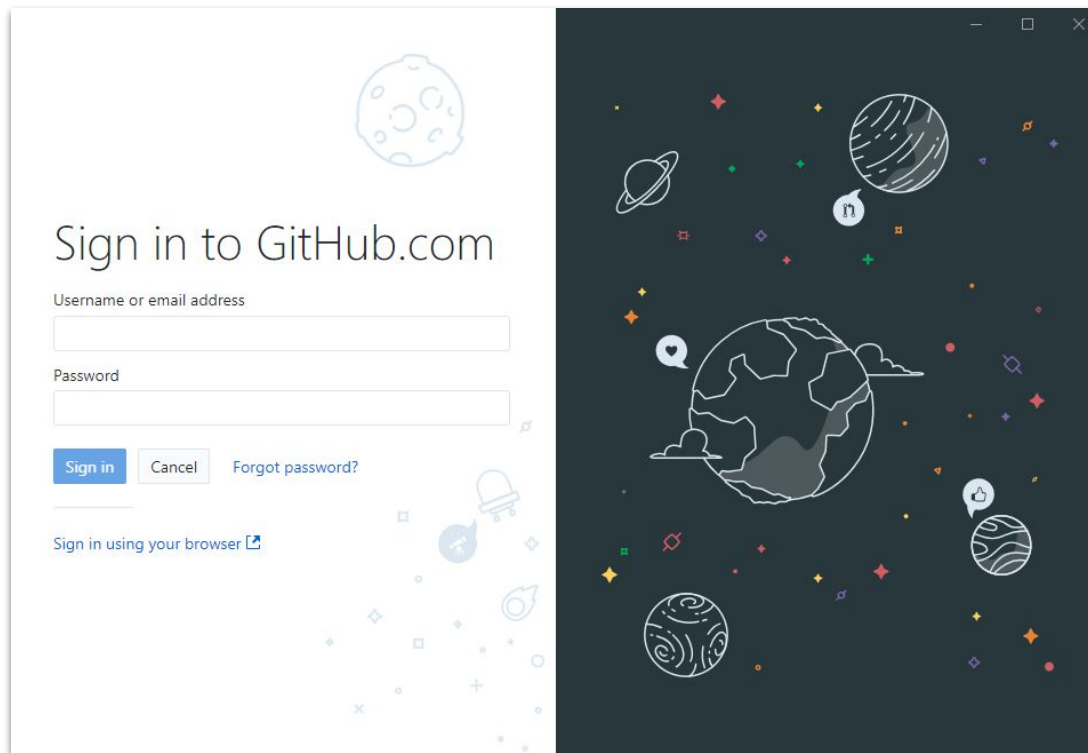 Sign in to GitHub.com
Username or email address
Password
Sign in Cancel Forgot password?
Sign in using your browser